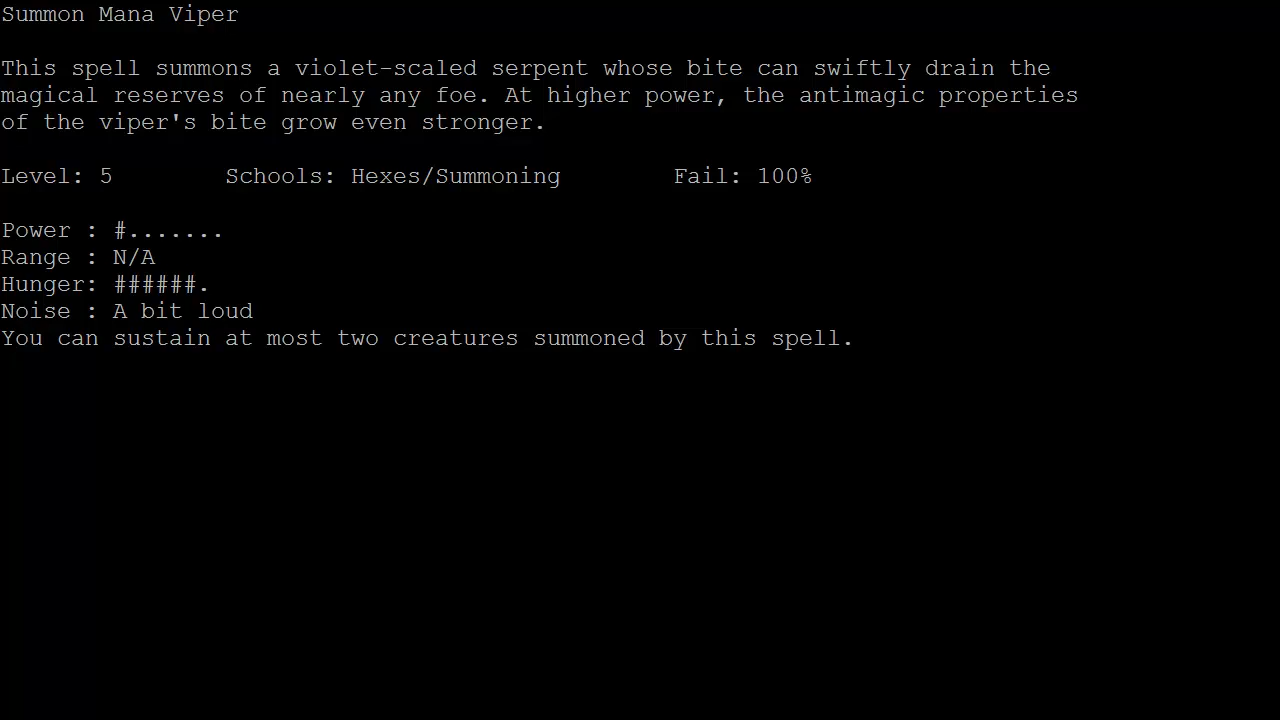 Summon Mana Viper
This spell summons a violet-scaled serpent whose bite can swiftly drain the
magical reserves of nearly any foe. At higher power, the antimagic properties
of the viper's bite grow even stronger.
Level: 5        Schools: Hexes/Summoning        Fail: 100%
Power : #.......
Range : N/A
Hunger: ######.
Noise : A bit loud
You can sustain at most two creatures summoned by this spell.